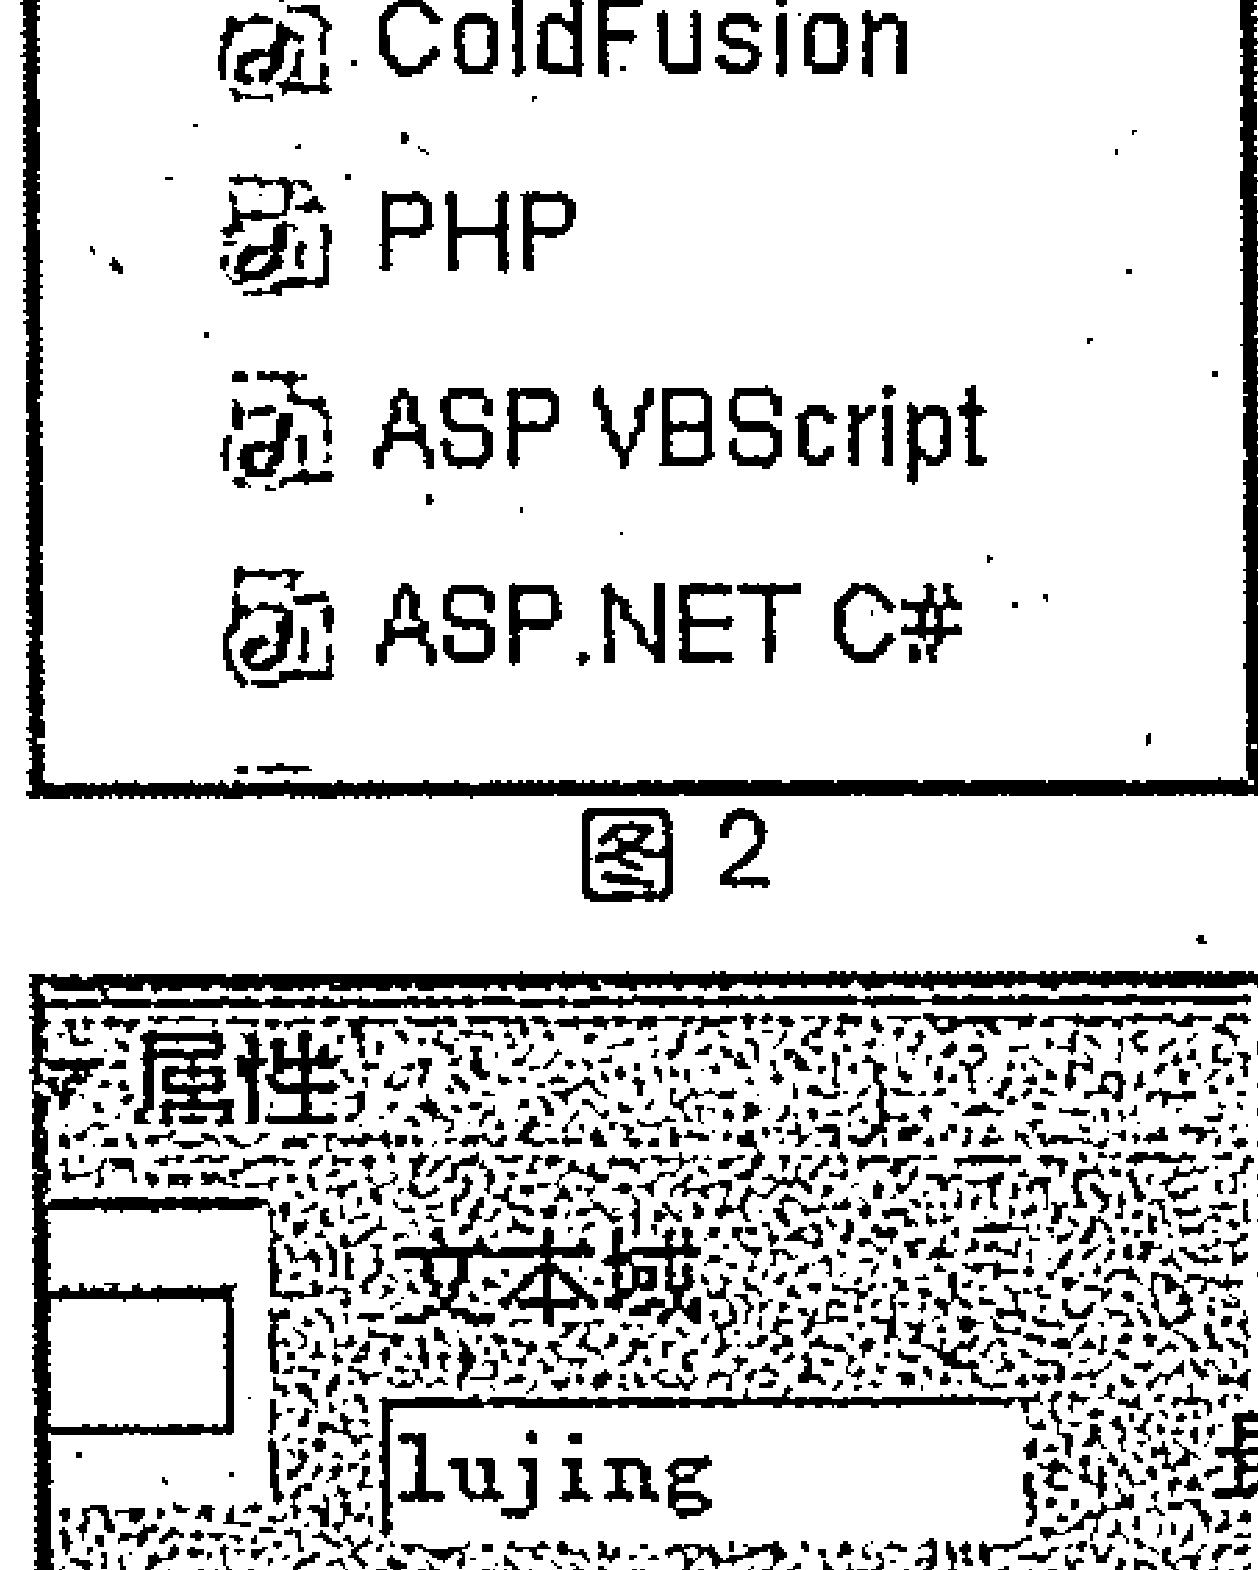 ColdFusion
PHP
ASP VBScript
ASP.NET C#
图 2
属性
文本域
lujing